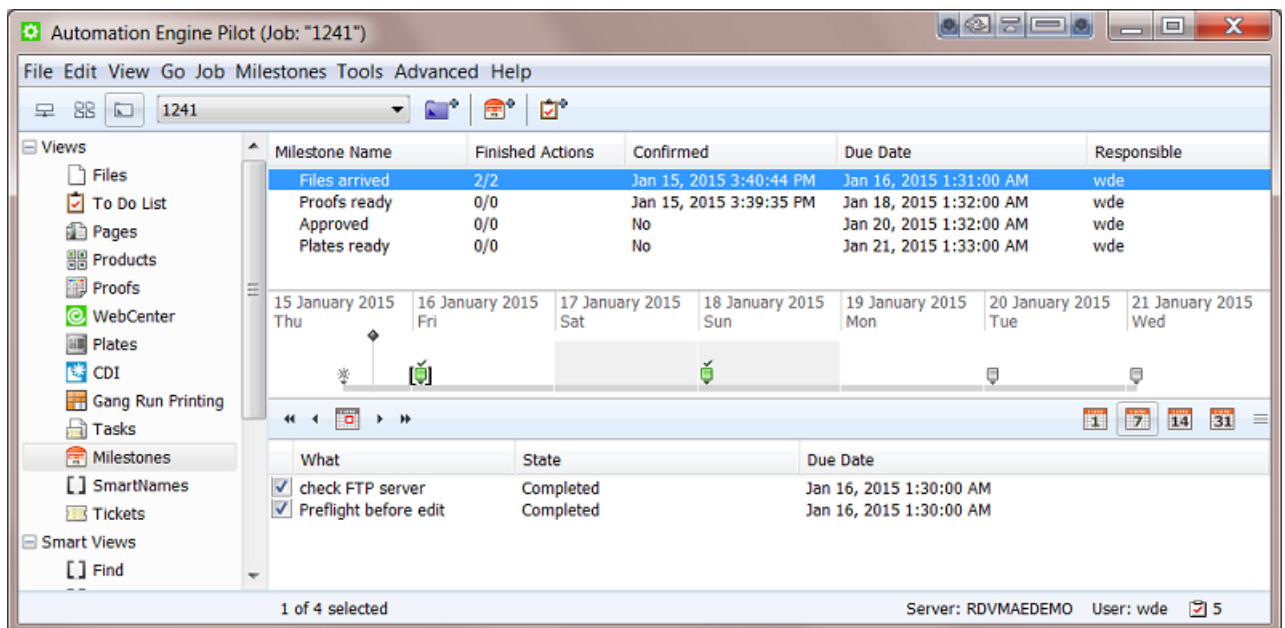 Automation Engine Pilot (Job: "1241")
File Edit View Go Job Milestones Tools Advanced Help
1241
Views
Files
To Do List
Pages
Products
Proofs
WebCenter
Plates
CDI
Gang Run Printing
Tasks
Milestones
SmartNames
Tickets
Smart Views
Find
Milestone Name Finished Actions Confirmed Due Date Responsible
Files arrived 2/2 Jan 15, 2015 3:40:44 PM Jan 16, 2015 1:31:00 AM wde
Proofs ready 0/0 Jan 15, 2015 3:39:35 PM Jan 18, 2015 1:32:00 AM wde
Approved 0/0 No Jan 20, 2015 1:32:00 AM wde
Plates ready 0/0 No Jan 21, 2015 1:33:00 AM wde
15 January 2015 16 January 2015 17 January 2015 18 January 2015 19 January 2015 20 January 2015 21 January 2015
Thu Fri Sat Sun Mon Tue Wed
1 7 14 31
What State Due Date
check FTP server Completed Jan 16, 2015 1:30:00 AM
Preflight before edit Completed Jan 16, 2015 1:30:00 AM
1 of 4 selected Server: RDVMAEDEMO User: wde 5